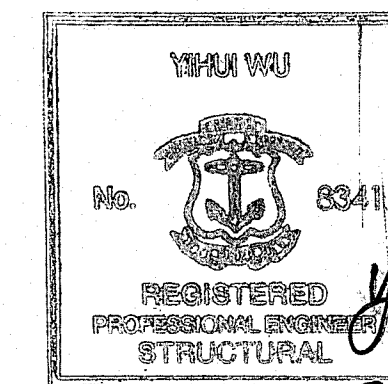 YIHUI WU
No. 8341
REGISTERED
PROFESSIONAL ENGINEER
STRUCTURAL